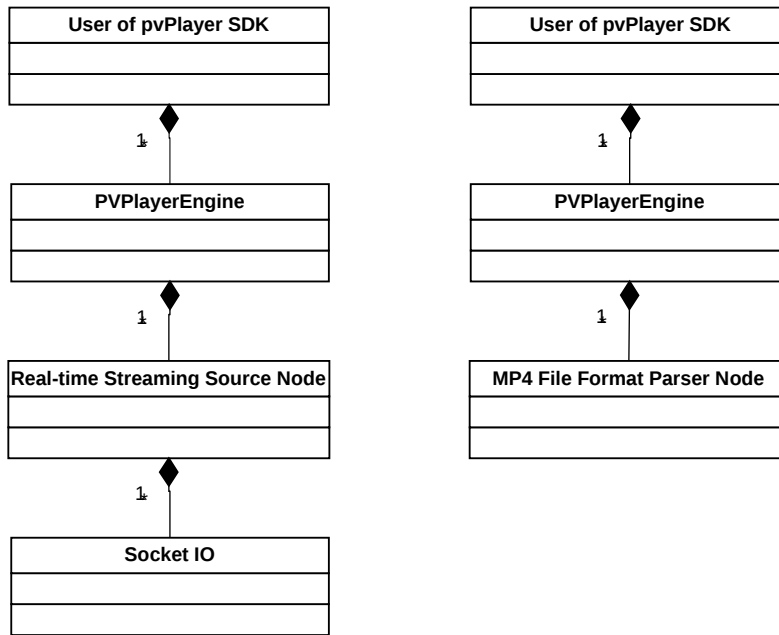 User of pvPlayer SDK
1
PVPlayerEngine
1
Real-time Streaming Source Node
1
Socket IO
User of pvPlayer SDK
1
PVPlayerEngine
1
MP4 File Format Parser Node